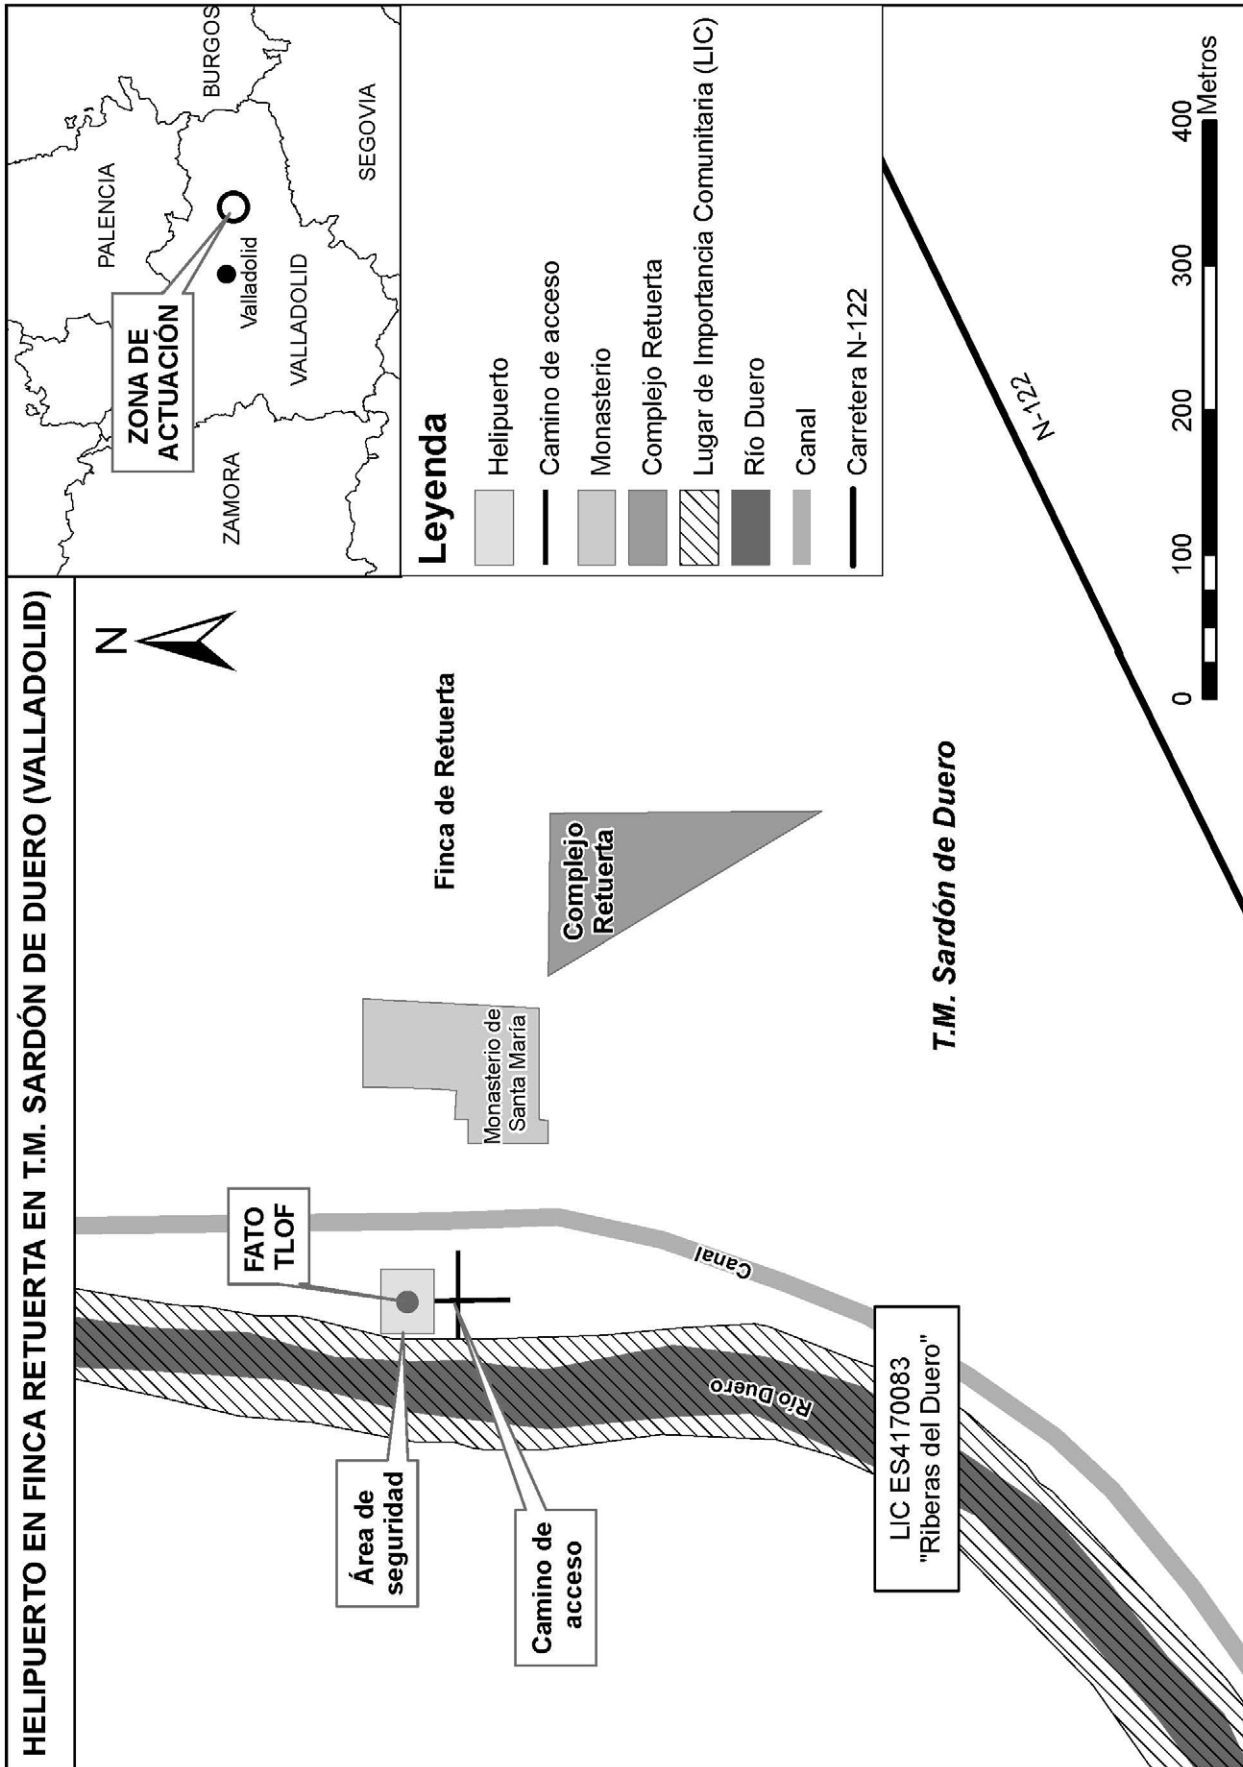 HELIPUERTO EN FINCA RETUERTA EN T.M. SARDÓN DE DUERO (VALLADOLID)
N
PALENCIA
BURGOS
ZONA DE
ACTUACIÓN
Valladolid
ZAMORA
VALLADOLID
SEGOVIA
Leyenda
Helipuerto
Camino de acceso
Monasterio
Complejo Retuerta
Lugar de Importancia Comunitaria (LIC)
Río Duero
Canal
Carretera N-122
FATO
TLOF
Área de
seguridad
Camino de
acceso
Monasterio de
Santa María
Finca de Retuerta
Complejo
Retuerta
Canal
Río Duero
LIC ES4170083
"Riberas del Duero"
T.M. Sardón de Duero
N-122
0 100 200 300 400
Metros